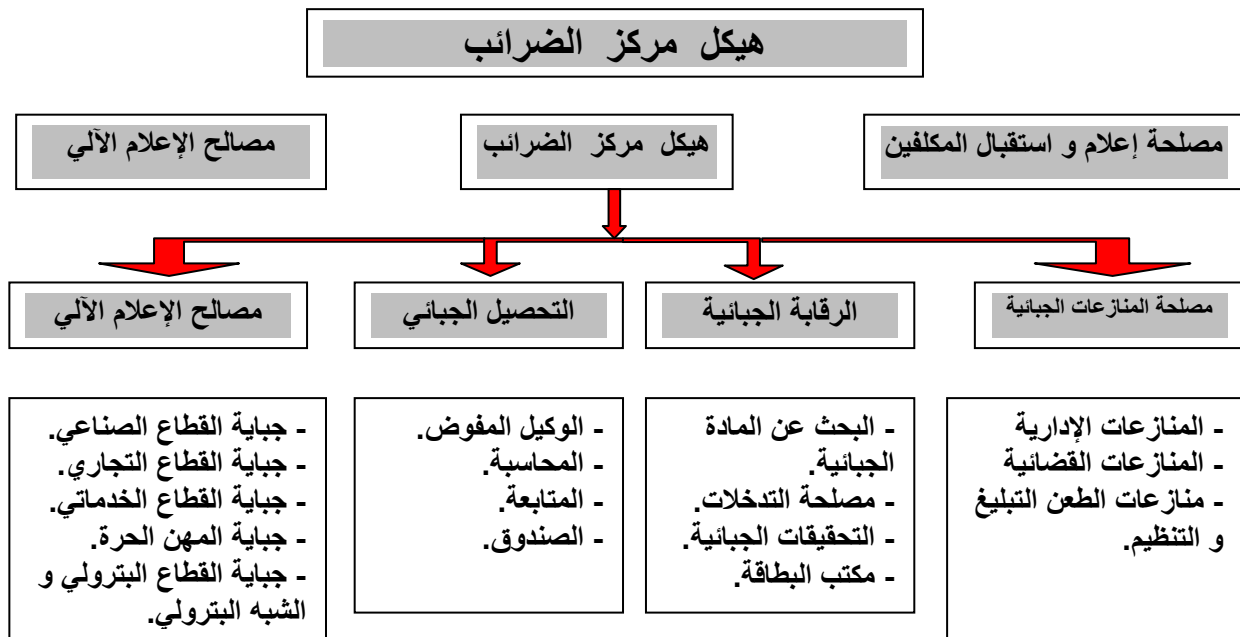 هيكل مركز الضرائب
مصلحة إعلام و استقبال المكلفين
هيكل مركز الضرائب
مصالح الإعلام الآلي
مصلحة المنازعات الجبائية
الرقابة الجبائية
التحصيل الجبائي
مصالح الإعلام الآلي
- المنازعات الإدارية
- المنازعات القضائية
- منازعات الطعن التبليغ
و التنظيم.
- البحث عن المادة
الجبائية.
- مصلحة التدخلات.
- التحقيقات الجبائية.
- مكتب البطاقة.
- الوكيل المفوض.
- المحاسبة.
- المتابعة.
- الصندوق.
- جباية القطاع الصناعي.
- جباية القطاع التجاري.
- جباية القطاع الخدماتي.
- جباية المهن الحرة.
- جباية القطاع البترولي و
الشبه البترولي.